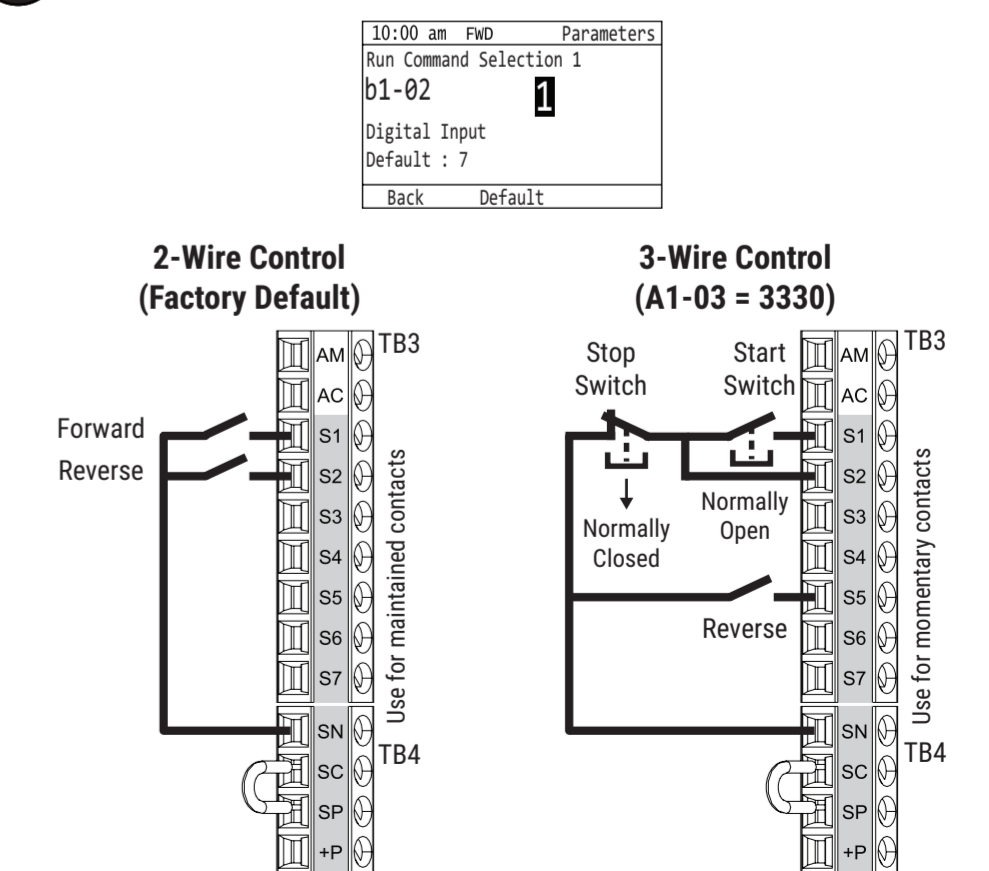 10:00 am FWD Parameters
Run Command Selection 1
b1-02 1
Digital Input
Default : 7
Back Default
2-Wire Control
(Factory Default)
TB3
AM
AC
Forward
S1
Reverse
S2
S3
S4
S5
S6
S7
Use for maintained contacts
SN
TB4
SC
SP
+P
3-Wire Control
(A1-03 = 3330)
TB3
Stop
Switch
Start
Switch
AM
AC
S1
S2
Normally
Closed
Normally
Open
S3
S4
S5
Reverse
S6
S7
Use for momentary contacts
SN
TB4
SC
SP
+P